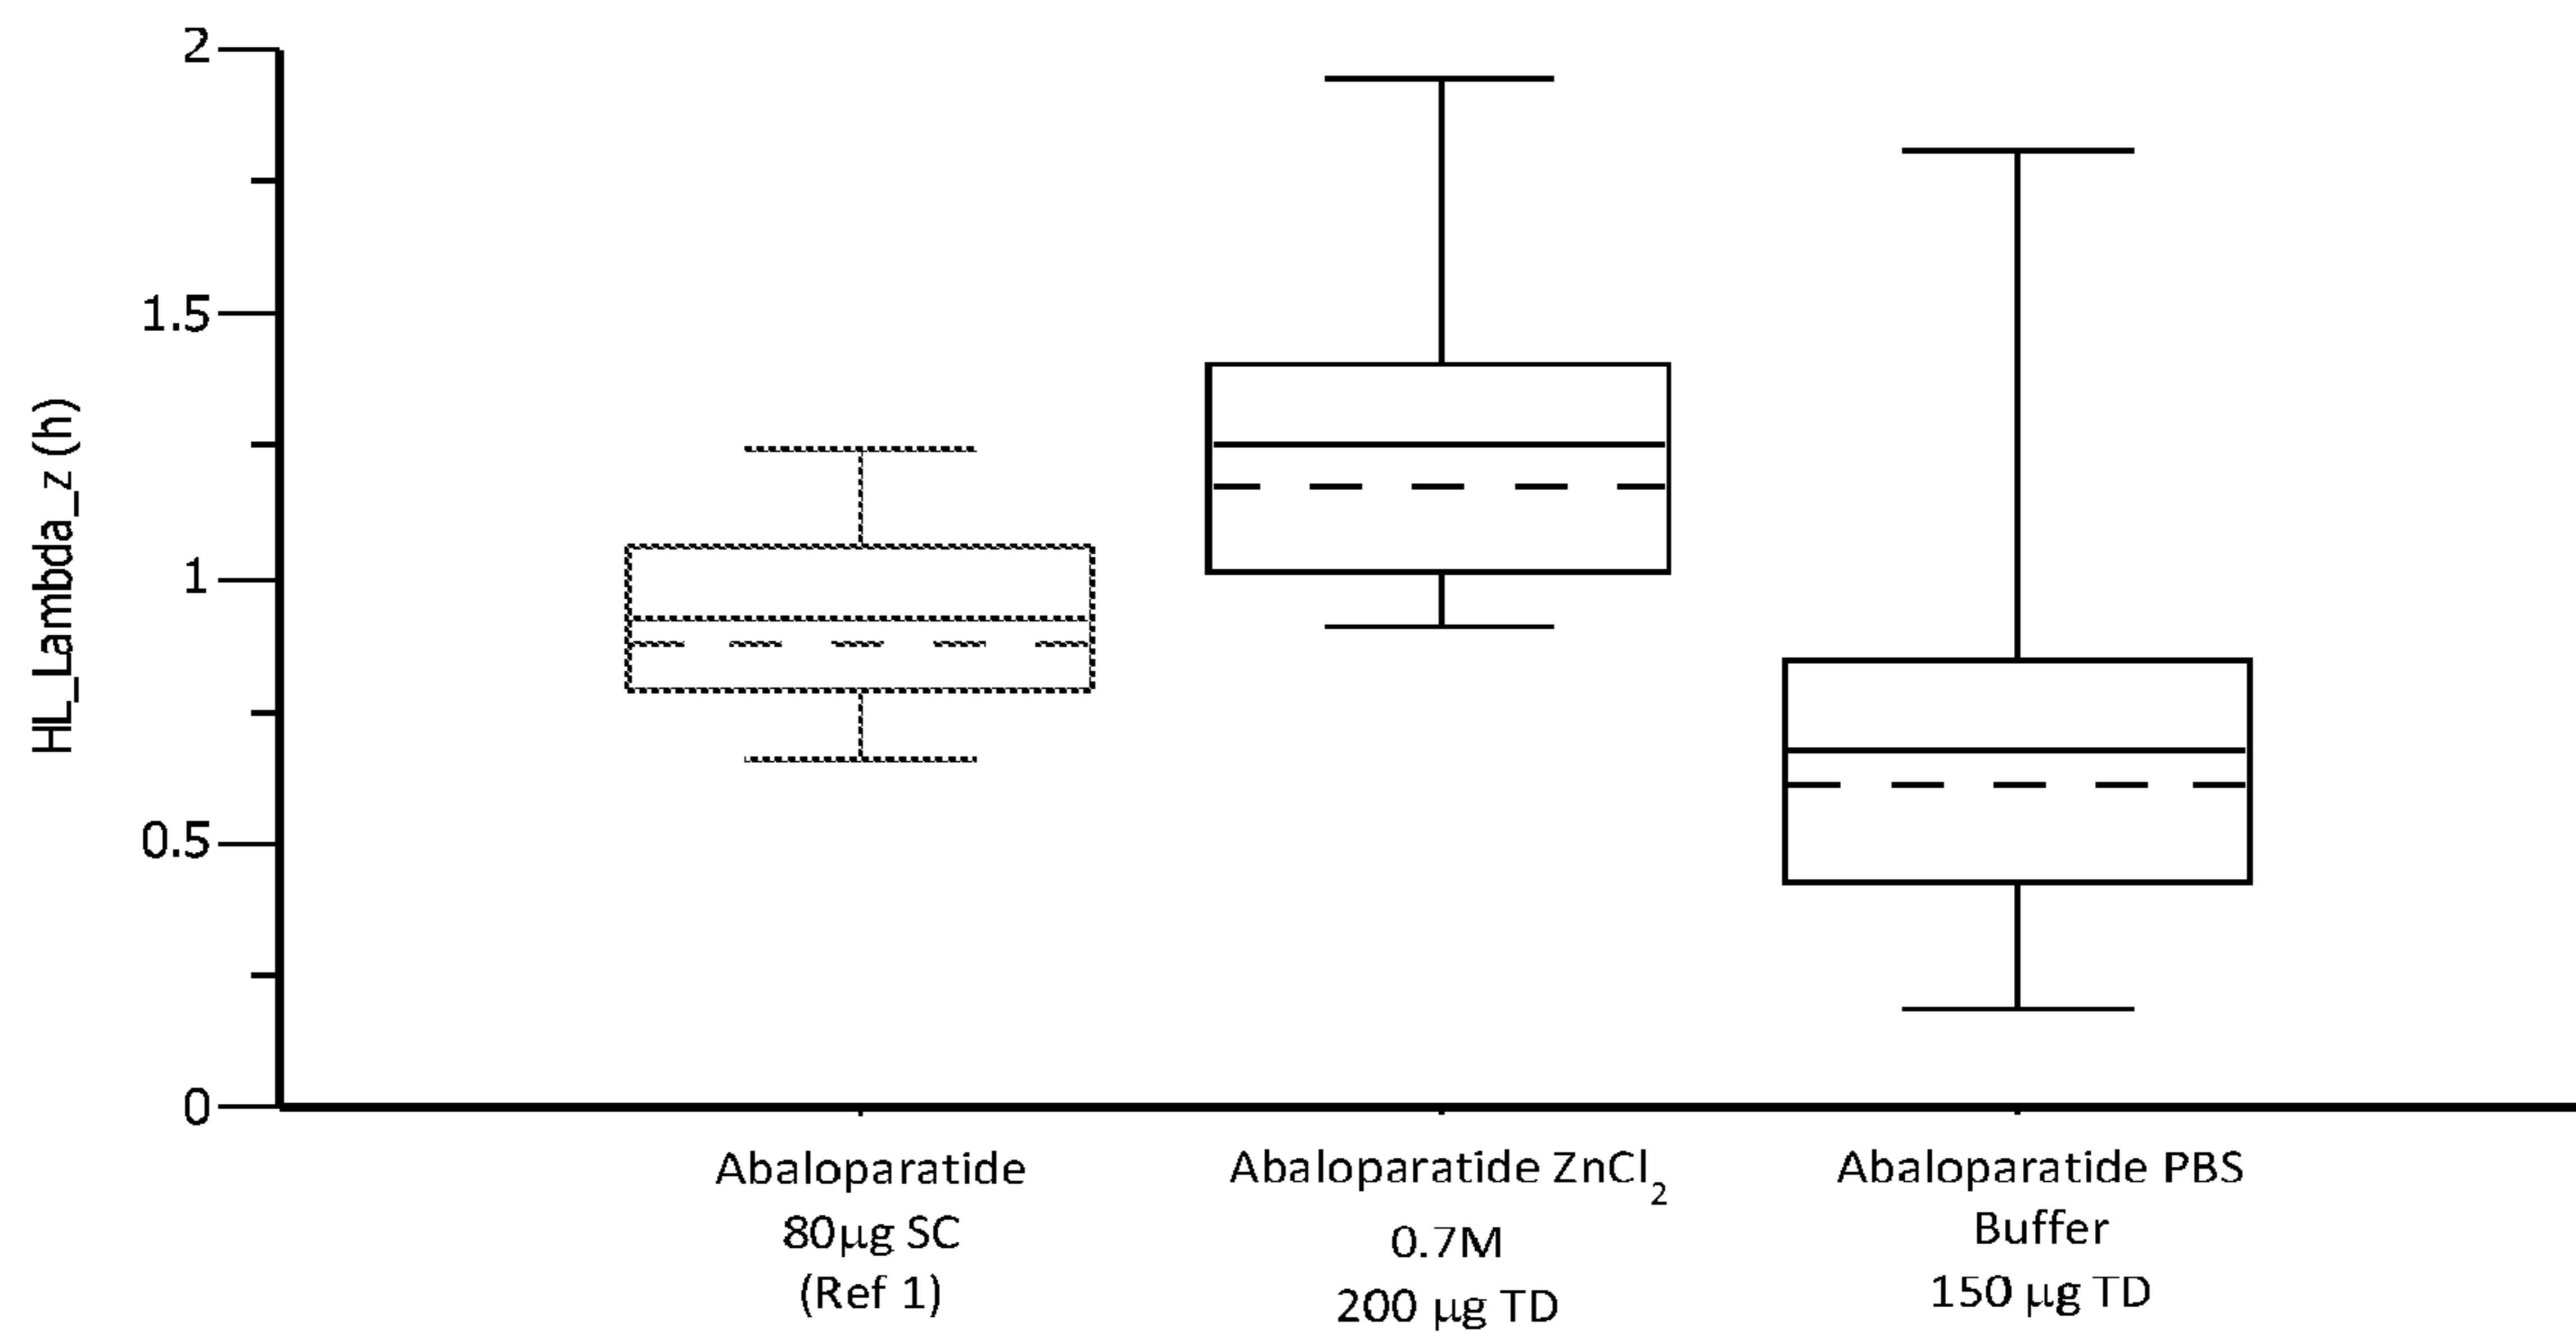 2
1.5
1
0.5
0
HL_Lambda_z (h)
Abaloparatide
80μg SC
(Ref 1)
Abaloparatide ZnCl₂
0.7M
200 μg TD
Abaloparatide PBS
Buffer
150 μg TD